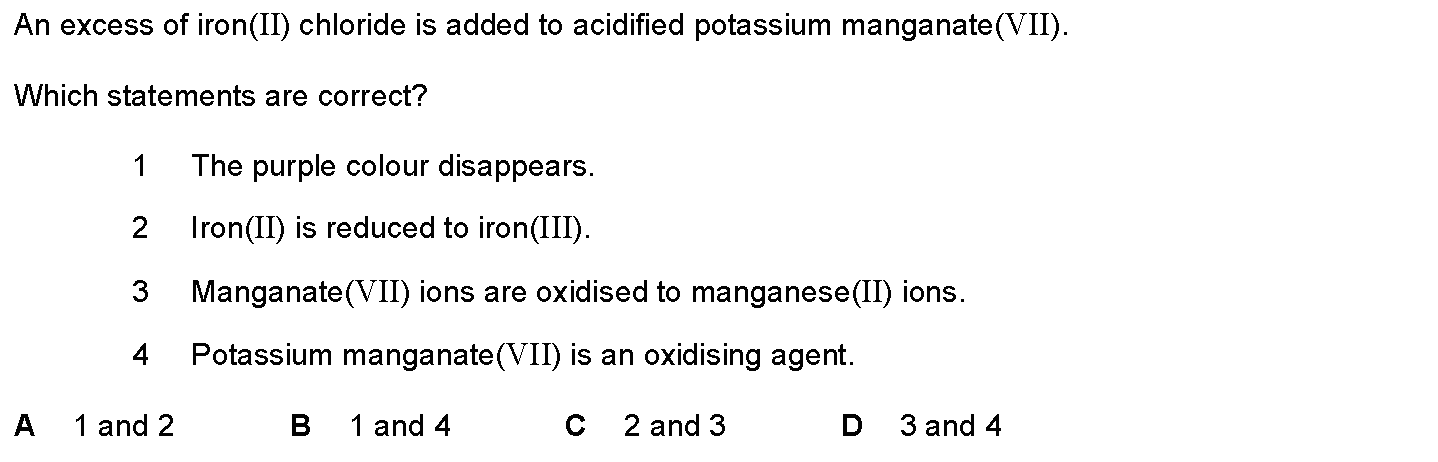 An excess of iron(II) chloride is added to acidified potassium manganate(VII).
Which statements are correct?
1 The purple colour disappears.
2 Iron(II) is reduced to iron(III).
3 Manganate(VII) ions are oxidised to manganese(II) ions.
4 Potassium manganate(VII) is an oxidising agent.
A 1 and 2 B 1 and 4 C 2 and 3 D 3 and 4